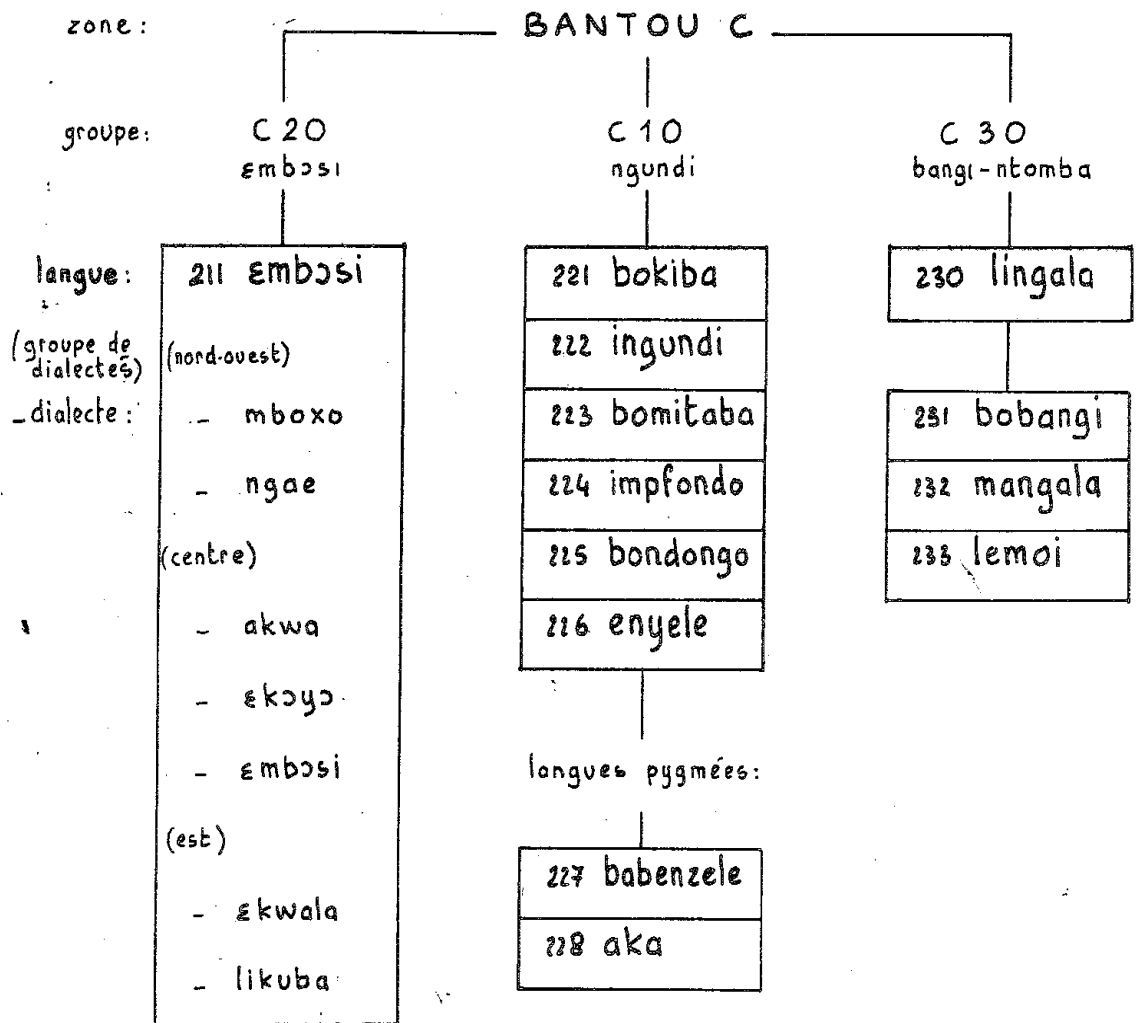 zone: BANTOU C
groupe: C 20 C 10 C 30
ɛmbɔsi ngundi bangi-ntomba
langue: 211 ɛmbɔsi 221 bokiba 230 lingala
(groupe de dialectes) (nord-ouest) 222 ingundi
_dialecte: - mboxo 223 bomitaba 231 bobangi
- ngae 224 impfondo 232 mangala
(centre) 225 bondongo 233 lemoi
- akwa 226 enyele
- ɛkɔyɔ
- ɛmbɔsi langues pygmées:
(est)
227 babenzele
- ɛkwala 228 aka
- likuba